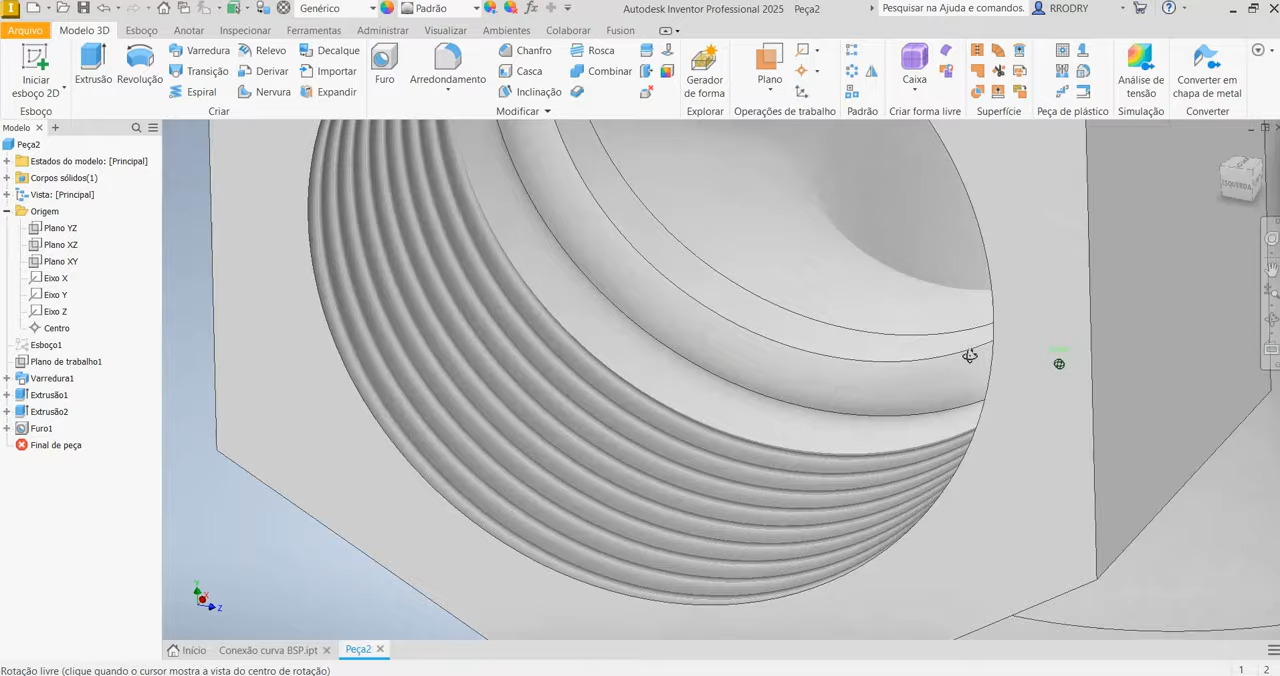 Genérico
Padrão
Autodesk Inventor Professional 2025 Peça2
Pesquisar na Ajuda e comandos.
RRODRY
Arquivo Modelo 3D Esboço Anotar Inspecionar Ferramentas Administrar Visualizar Ambientes Colaborar Fusion
Iniciar
esboço 2D
Esboço
Extrusão
Revolução
Varredura
Relevo
Decalque
Transição
Derivar
Importar
Espiral
Nervura
Expandir
Criar
Furo
Arredondamento
Chanfro
Rosca
Casca
Combinar
Inclinação
Modificar
Gerador
de forma
Explorar
Plano
Operações de trabalho
Padrão
Caixa
Criar forma livre
Superfície
Peça de plástico
Análise de
tensão
Simulação
Converter em
chapa de metal
Converter
Modelo
Peça2
Estados do modelo: [Principal]
Corpos sólidos(1)
Vista: [Principal]
Origem
Plano YZ
Plano XZ
Plano XY
Eixo X
Eixo Y
Eixo Z
Centro
Esboço1
Plano de trabalho1
Varredura1
Extrusão1
Extrusão2
Furo1
Final de peça
ESQUERDA
Y
X
Z
Início
Conexão curva BSP.ipt
Peça2
Rotação livre (clique quando o cursor mostra a vista do centro de rotação)
1 2